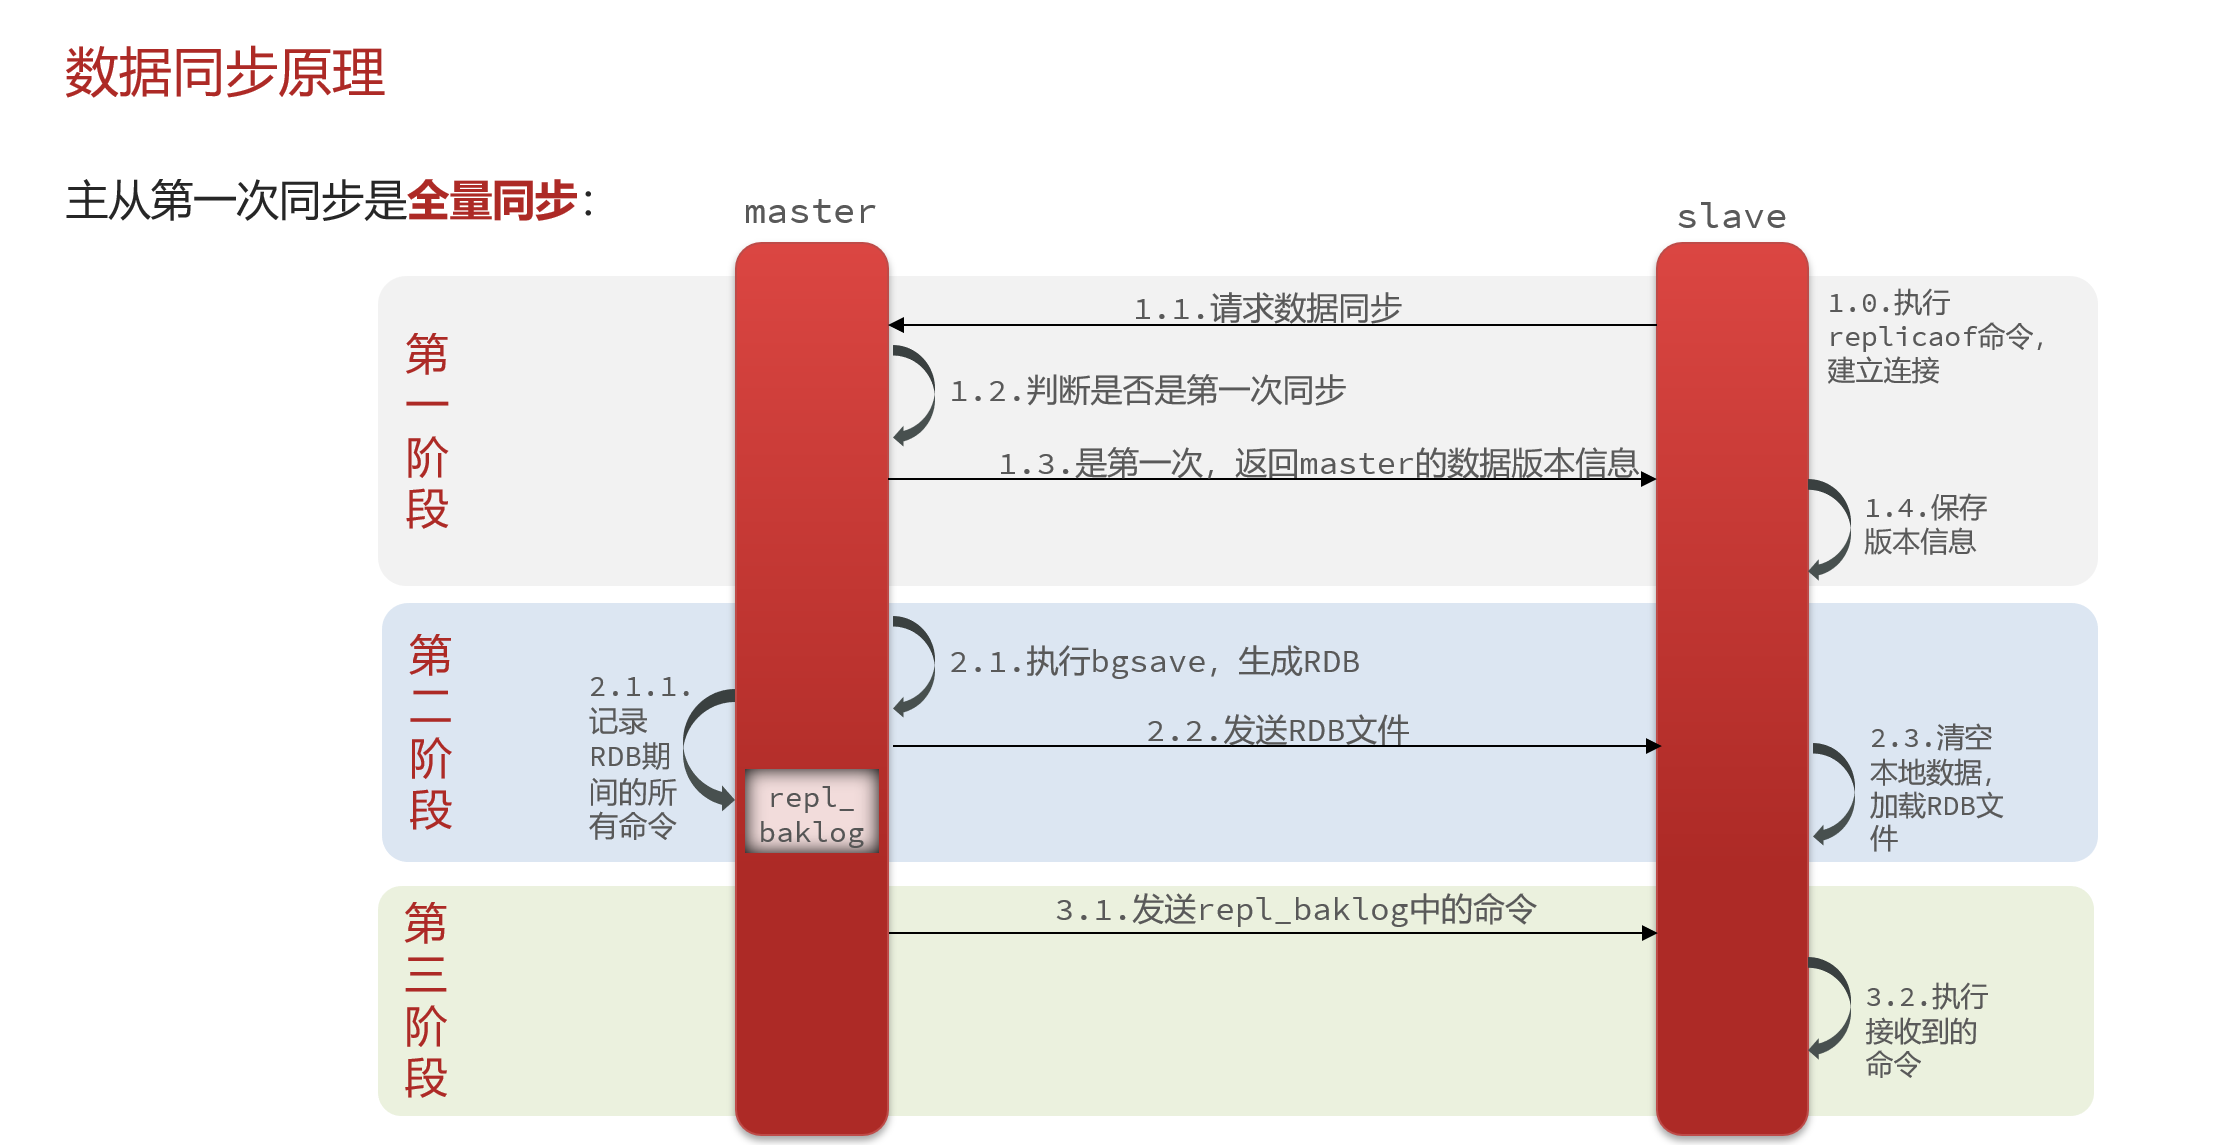 数据同步原理
主从第一次同步是全量同步：
master
slave
第
一
阶
段
1.0.执行
replicaof命令，
建立连接
1.1.请求数据同步
1.2.判断是否是第一次同步
1.3.是第一次，返回master的数据版本信息
1.4.保存
版本信息
第
二
阶
段
2.1.执行bgsave，生成RDB
2.1.1.
记录
RDB期
间的所
有命令
repl_
baklog
2.2.发送RDB文件
2.3.清空
本地数据，
加载RDB文
件
第
三
阶
段
3.1.发送repl_baklog中的命令
3.2.执行
接收到的
命令